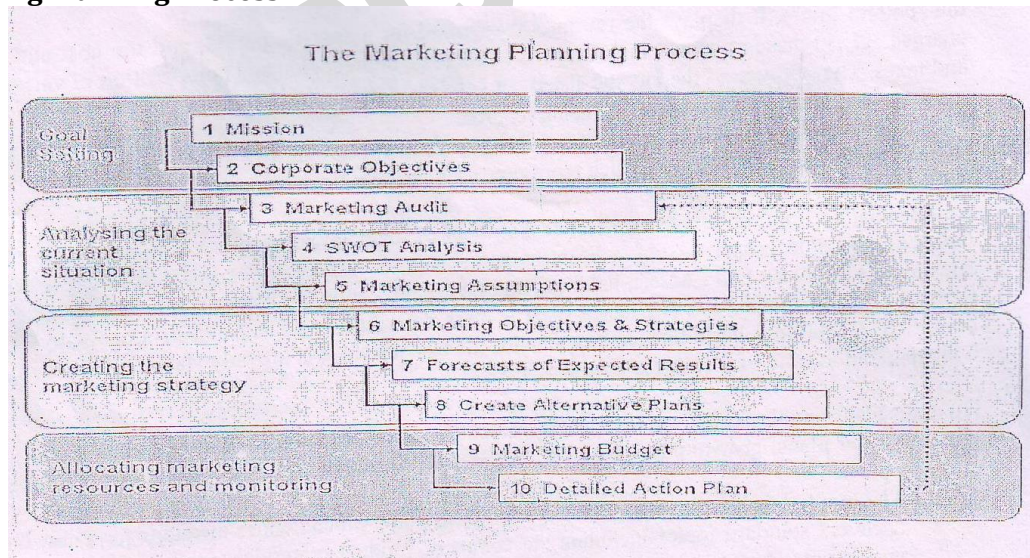 The Marketing Planning Process
Goal
Setting
1 Mission
2 Corporate Objectives
Analysing the
current
situation
3 Marketing Audit
4 SWOT Analysis
5 Marketing Assumptions
Creating the
marketing strategy
6 Marketing Objectives & Strategies
7 Forecasts of Expected Results
8 Create Alternative Plans
Allocating marketing
resources and monitoring
9 Marketing Budget
10 Detailed Action Plan